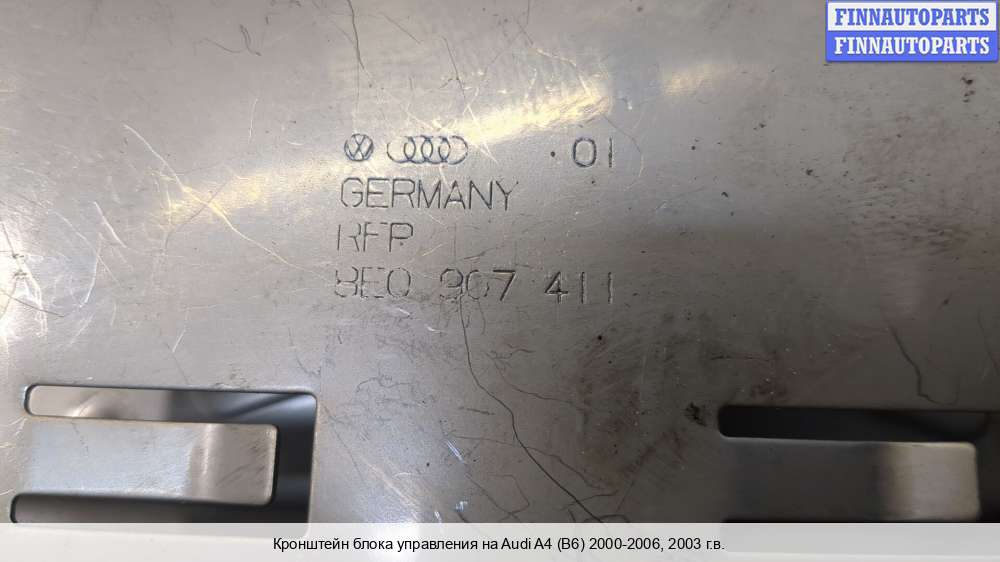 FINNAUTOPARTS
FINNAUTOPARTS
01
GERMANY
RFP
8E0 907 411
Кронштейн блока управления на Audi A4 (B6) 2000-2006, 2003 г.в.